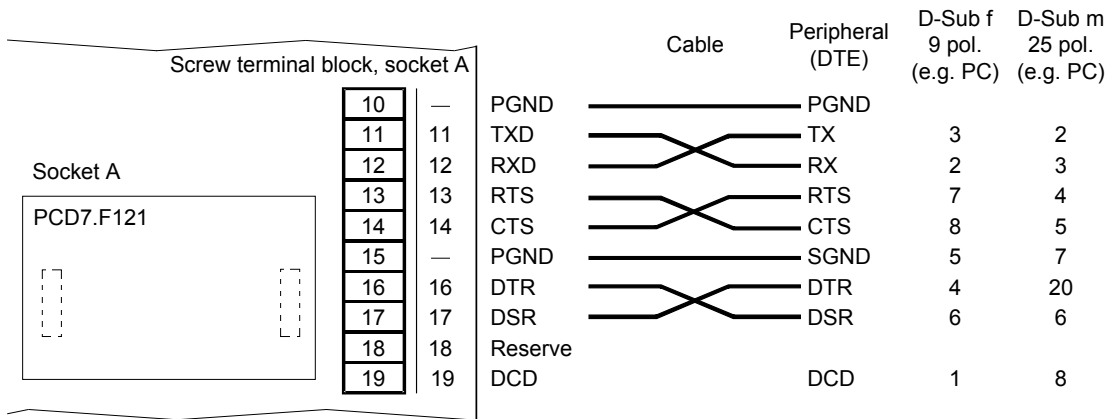 D-Sub f D-Sub m
Cable Peripheral 9 pol. 25 pol.
(DTE) (e.g. PC) (e.g. PC)
Screw terminal block, socket A
10 — PGND PGND
11 11 TXD TX 3 2
12 12 RXD RX 2 3
Socket A
13 13 RTS RTS 7 4
PCD7.F121
14 14 CTS CTS 8 5
15 — PGND SGND 5 7
16 16 DTR DTR 4 20
17 17 DSR DSR 6 6
18 18 Reserve
19 19 DCD DCD 1 8